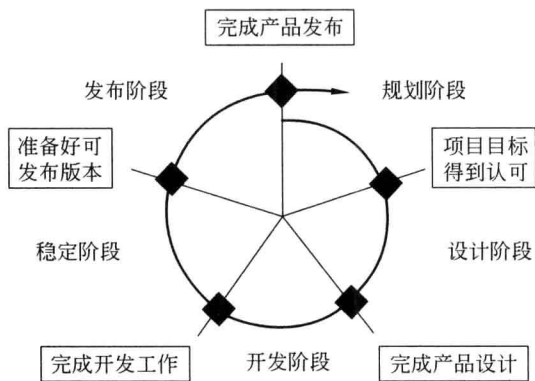 完成产品发布
发布阶段
规划阶段
准备好可
发布版本
项目目标
得到认可
稳定阶段
设计阶段
完成开发工作
开发阶段
完成产品设计